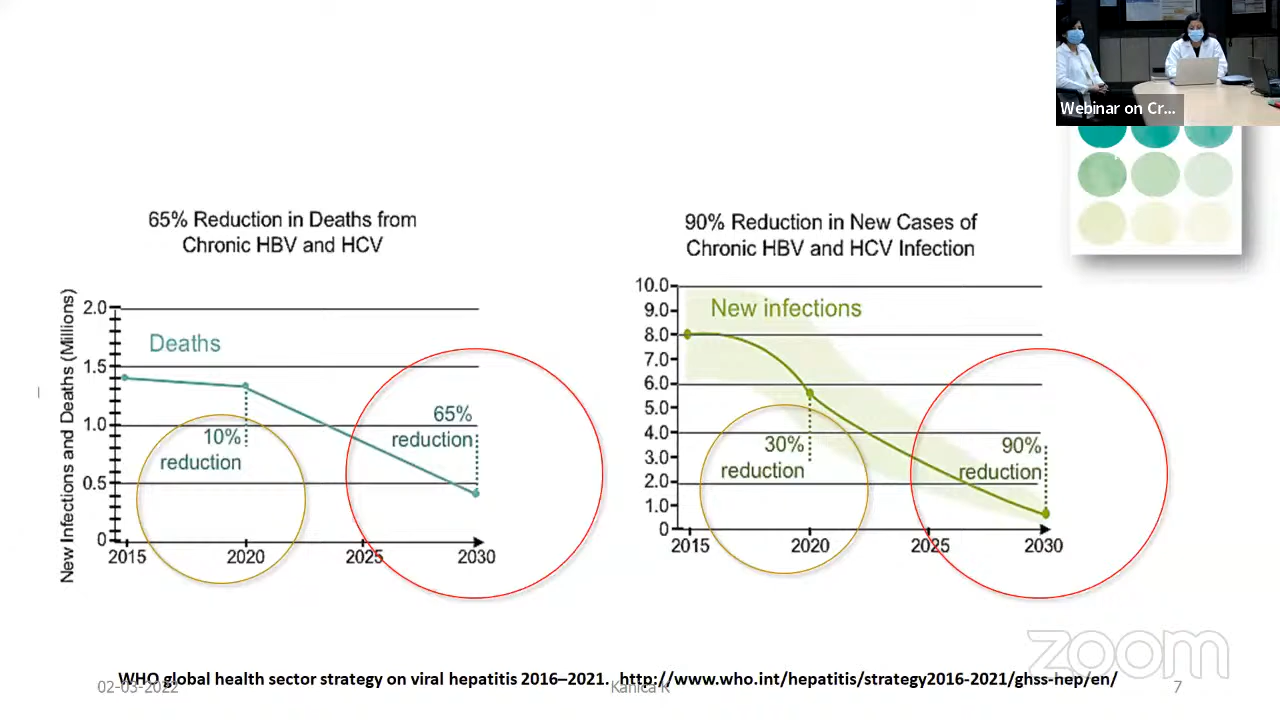 Webinar on Cr...
65% Reduction in Deaths from
Chronic HBV and HCV
New Infections and Deaths (Millions)
2.0
1.5
1.0
0.5
0
Deaths
10%
reduction
65%
reduction
2015
2020
2025
2030
90% Reduction in New Cases of
Chronic HBV and HCV Infection
10.0
9.0
8.0
7.0
6.0
5.0
4.0
3.0
2.0
1.0
0
New infections
30%
reduction
90%
reduction
2015
2020
2025
2030
zoom
WHO global health sector strategy on viral hepatitis 2016–2021. http://www.who.int/hepatitis/strategy2016-2021/ghss-hep/en/
02-03-2022
Kanica K
7